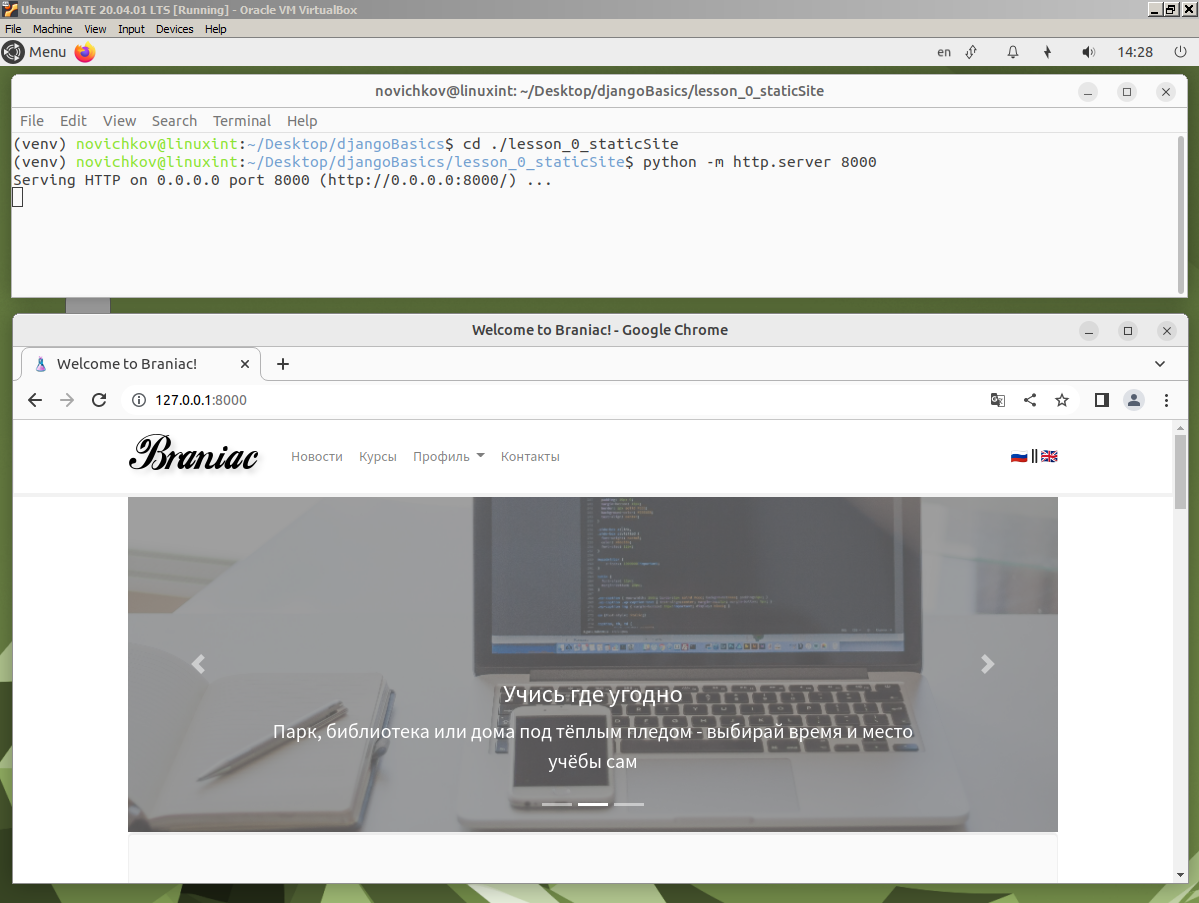 Ubuntu MATE 20.04.01 LTS [Running] - Oracle VM VirtualBox
File Machine View Input Devices Help
Menu en 14:28
novichkov@linuxint: ~/Desktop/djangoBasics/lesson_0_staticSite
File Edit View Search Terminal Help
(venv) novichkov@linuxint:~/Desktop/djangoBasics$ cd ./lesson_0_staticSite
(venv) novichkov@linuxint:~/Desktop/djangoBasics/lesson_0_staticSite$ python -m http.server 8000
Serving HTTP on 0.0.0.0 port 8000 (http://0.0.0.0:8000/) ...
Welcome to Braniac! - Google Chrome
Welcome to Braniac!
127.0.0.1:8000
Braniac Новости Курсы Профиль Контакты ||
Учись где угодно
Парк, библиотека или дома под тёплым пледом - выбирай время и место
учёбы сам